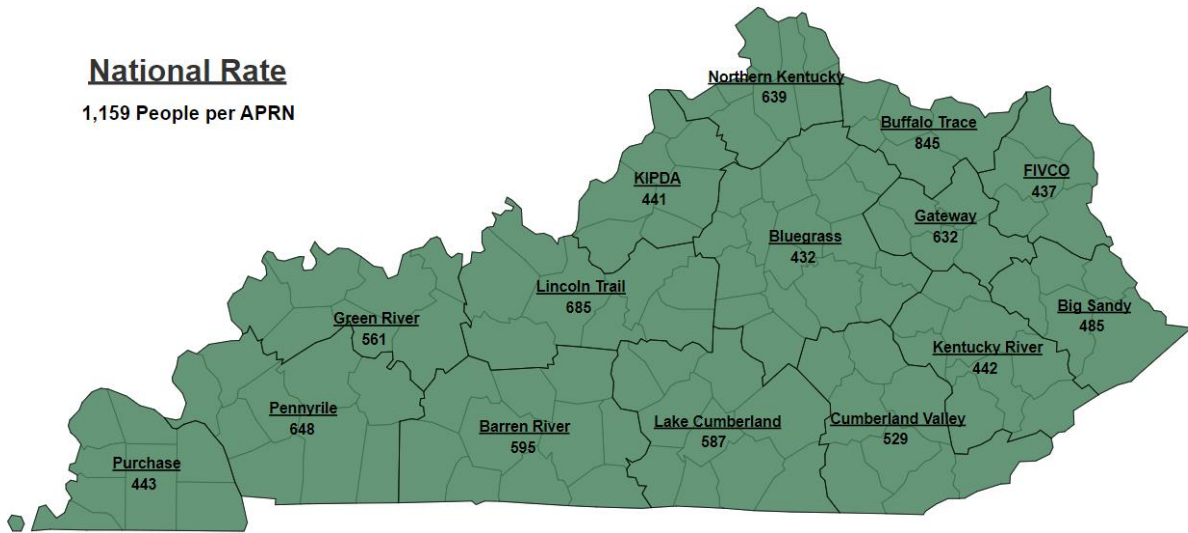 National Rate
1,159 People per APRN
Northern Kentucky
639
Buffalo Trace
845
FIVCO
437
KIPDA
441
Gateway
632
Bluegrass
432
Lincoln Trail
685
Big Sandy
485
Green River
561
Kentucky River
442
Pennyrile
648
Barren River
595
Lake Cumberland
587
Cumberland Valley
529
Purchase
443